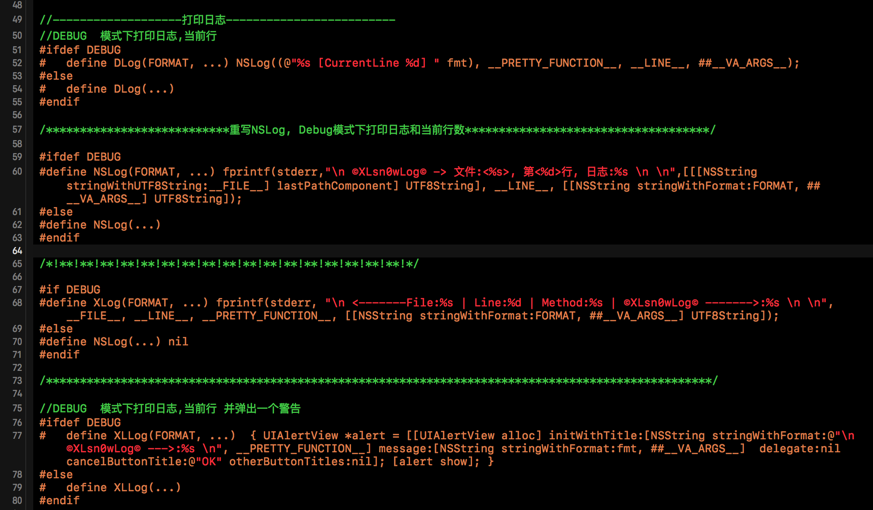 48
49 //-------------------打印日志-------------------------
50 //DEBUG  模式下打印日志,当前行
51 #ifdef DEBUG
52 #   define DLog(FORMAT, ...) NSLog((@"%s [CurrentLine %d] " fmt), __PRETTY_FUNCTION__, __LINE__, ##__VA_ARGS__);
53 #else
54 #   define DLog(...)
55 #endif
56
57 /***************************重写NSLog, Debug模式下打印日志和当前行数************************************/
58
59 #ifdef DEBUG
60 #define NSLog(FORMAT, ...) fprintf(stderr,"\n ©XLsn0wLog© -> 文件:<%s>, 第<%d>行, 日志:%s \n \n",[[[NSString
stringWithUTF8String:__FILE__] lastPathComponent] UTF8String], __LINE__, [[NSString stringWithFormat:FORMAT, ##
__VA_ARGS__] UTF8String]);
61 #else
62 #define NSLog(...)
63 #endif
64
65 /*!**!**!**!**!**!**!**!**!**!**!**!**!**!**!**!**!**!*/
66
67 #if DEBUG
68 #define XLog(FORMAT, ...) fprintf(stderr, "\n <-------File:%s | Line:%d | Method:%s | ©XLsn0wLog© ------->:%s \n \n",
__FILE__, __LINE__, __PRETTY_FUNCTION__, [[NSString stringWithFormat:FORMAT, ##__VA_ARGS__] UTF8String]);
69 #else
70 #define NSLog(...) nil
71 #endif
72
73 /**************************************************************************************************/
74
75 //DEBUG  模式下打印日志,当前行 并弹出一个警告
76 #ifdef DEBUG
77 #   define XLLog(FORMAT, ...)  { UIAlertView *alert = [[UIAlertView alloc] initWithTitle:[NSString stringWithFormat:@"\n
©XLsn0wLog© --->:%s \n", __PRETTY_FUNCTION__] message:[NSString stringWithFormat:fmt, ##__VA_ARGS__]  delegate:nil
cancelButtonTitle:@"OK" otherButtonTitles:nil]; [alert show]; }
78 #else
79 #   define XLLog(...)
80 #endif